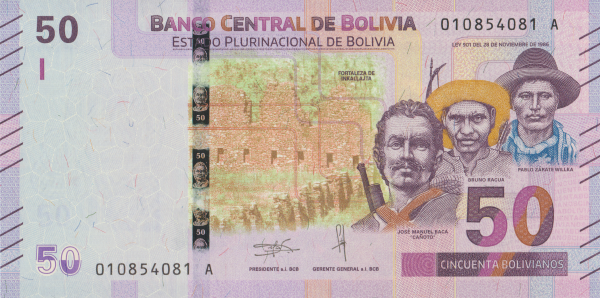 50
BANCO CENTRAL DE BOLIVIA
010854081 A
ESTADO PLURINACIONAL DE BOLIVIA
LEY 901 DE 28 DE NOVIEMBRE DE 1986
I
FORTALEZA DE
INKALLAJTA
50
50
50
PABLO ZARATE WILLKA
BRUNO RACUA
JOSÉ MANUEL BACA
"CAÑOTO"
50
50
010854081 A
PRESIDENTE a.i. BCB
GERENTE GENERAL a.i. BCB
CINCUENTA BOLIVIANOS